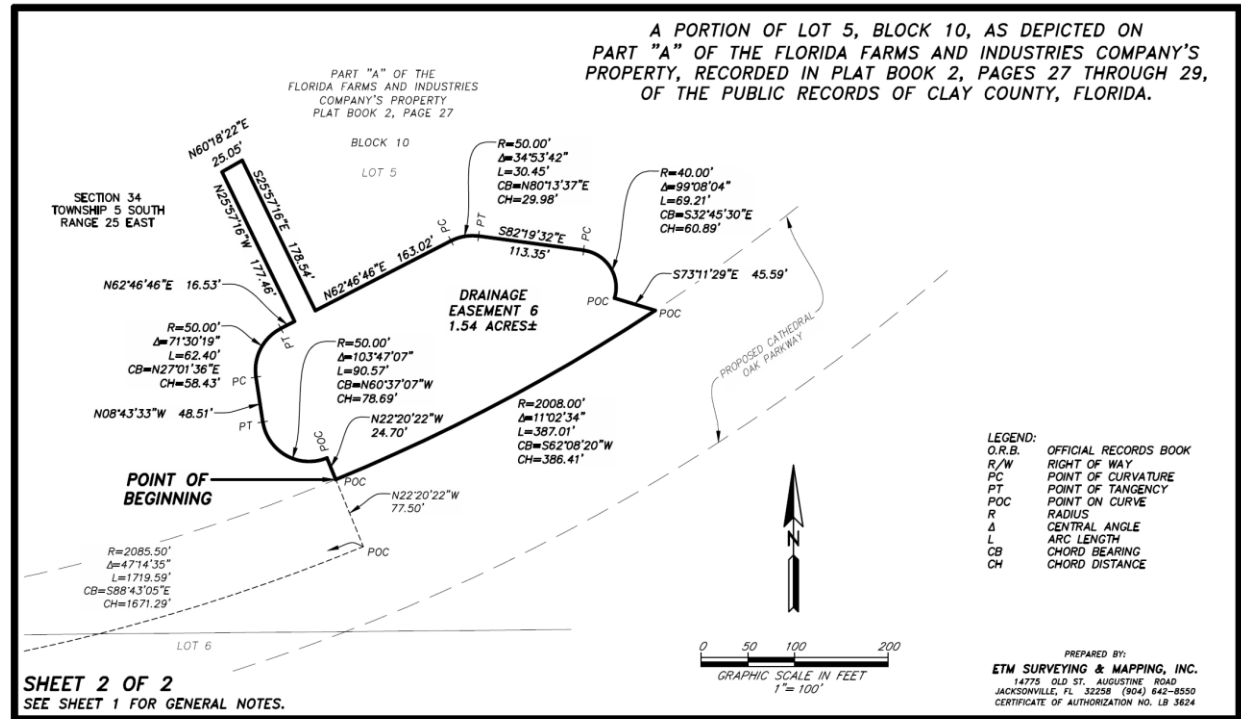 A PORTION OF LOT 5, BLOCK 10, AS DEPICTED ON
PART "A" OF THE FLORIDA FARMS AND INDUSTRIES COMPANY'S
PROPERTY, RECORDED IN PLAT BOOK 2, PAGES 27 THROUGH 29,
OF THE PUBLIC RECORDS OF CLAY COUNTY, FLORIDA.
PART "A" OF THE
FLORIDA FARMS AND INDUSTRIES
COMPANY'S PROPERTY
PLAT BOOK 2, PAGE 27
BLOCK 10
LOT 5
SECTION 34
TOWNSHIP 5 SOUTH
RANGE 25 EAST
N60°18'22"E
25.05'
N25°57'16"W 177.46'
S25°57'16"E 178.54'
N62°46'46"E 163.02'
PC
R=50.00'
Δ=34°53'42"
L=30.45'
CB=N80°13'37"E
CH=29.98'
PT
S82°19'32"E
113.35'
PC
R=40.00'
Δ=99°08'04"
L=69.21'
CB=S32°45'30"E
CH=60.89'
POC
S73°11'29"E 45.59'
POC
DRAINAGE
EASEMENT 6
1.54 ACRES±
PROPOSED CATHEDRAL
OAK PARKWAY
N62°46'46"E 16.53'
PT
R=50.00'
Δ=71°30'19"
L=62.40'
CB=N27°01'36"E
CH=58.43'
PC
N08°43'33"W 48.51'
PT
R=50.00'
Δ=103°47'07"
L=90.57'
CB=N60°37'07"W
CH=78.69'
POC
N22°20'22"W
24.70'
R=2008.00'
Δ=11°02'34"
L=387.01'
CB=S62°08'20"W
CH=386.41'
POINT OF
BEGINNING
POC
N22°20'22"W
77.50'
POC
R=2085.50'
Δ=47°14'35"
L=1719.59'
CB=S88°43'05"E
CH=1671.29'
LOT 6
LEGEND:
O.R.B. OFFICIAL RECORDS BOOK
R/W RIGHT OF WAY
PC POINT OF CURVATURE
PT POINT OF TANGENCY
POC POINT ON CURVE
R RADIUS
Δ CENTRAL ANGLE
L ARC LENGTH
CB CHORD BEARING
CH CHORD DISTANCE
N
0 50 100 200
GRAPHIC SCALE IN FEET
1"= 100'
SHEET 2 OF 2
SEE SHEET 1 FOR GENERAL NOTES.
PREPARED BY:
ETM SURVEYING & MAPPING, INC.
14775 OLD ST. AUGUSTINE ROAD
JACKSONVILLE, FL 32258 (904) 642-8550
CERTIFICATE OF AUTHORIZATION NO. LB 3624